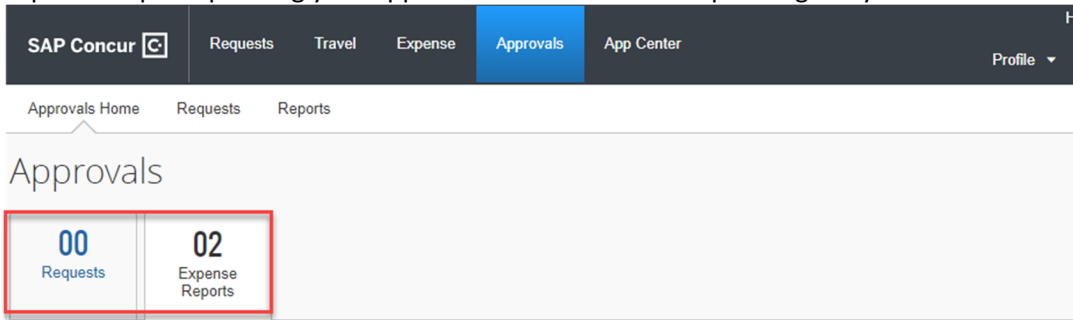 H
SAP Concur C Requests Travel Expense Approvals App Center
Profile
Approvals Home Requests Reports
Approvals
00 02
Requests Expense
Reports